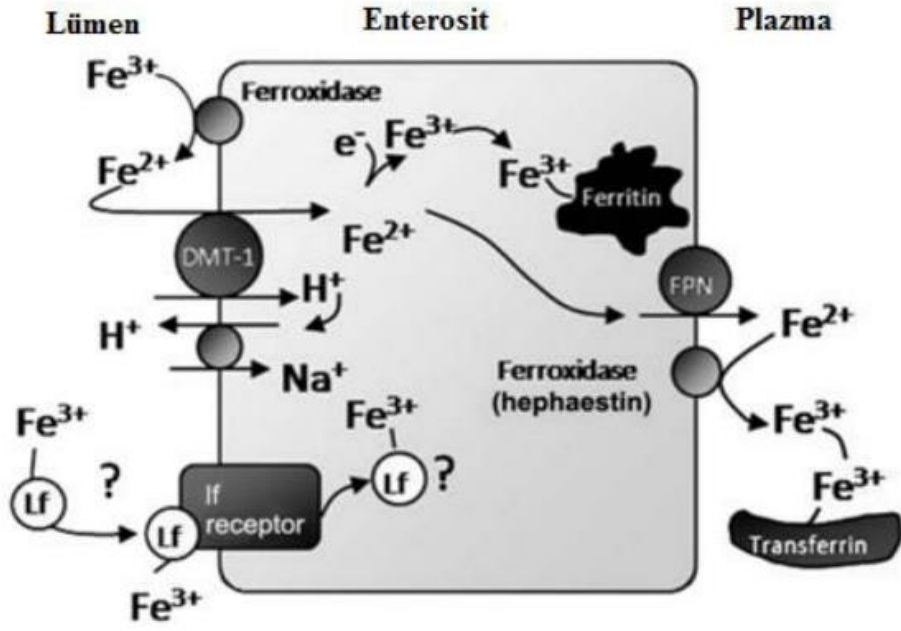 Lümen
Enterosit
Plazma
Fe³⁺
Ferroxidase
Fe²⁺
e⁻
Fe³⁺
Fe³⁺
Ferritin
Fe²⁺
DMT-1
H⁺
H⁺
Na⁺
FPN
Fe²⁺
Ferroxidase
(hephaestin)
Fe³⁺
Fe³⁺
Transferrin
Fe³⁺
Lf
?
Lf
Fe³⁺
lf
receptor
Fe³⁺
Lf
?